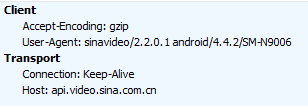 Client
Accept-Encoding: gzip
User-Agent: sinavideo/2.2.0.1 android/4.4.2/SM-N9006
Transport
Connection: Keep-Alive
Host: api.video.sina.com.cn